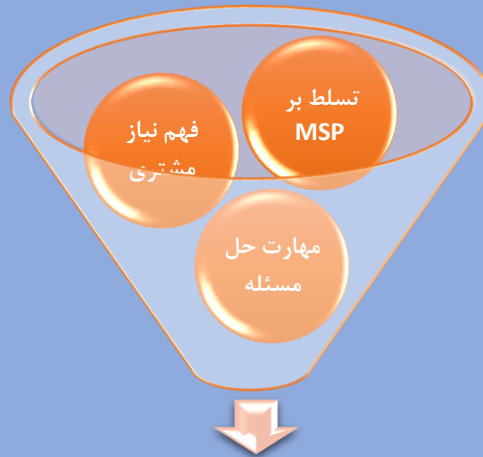 تسلط بر
MSP
فهم نیاز
مشتری
مهارت حل
مسئله